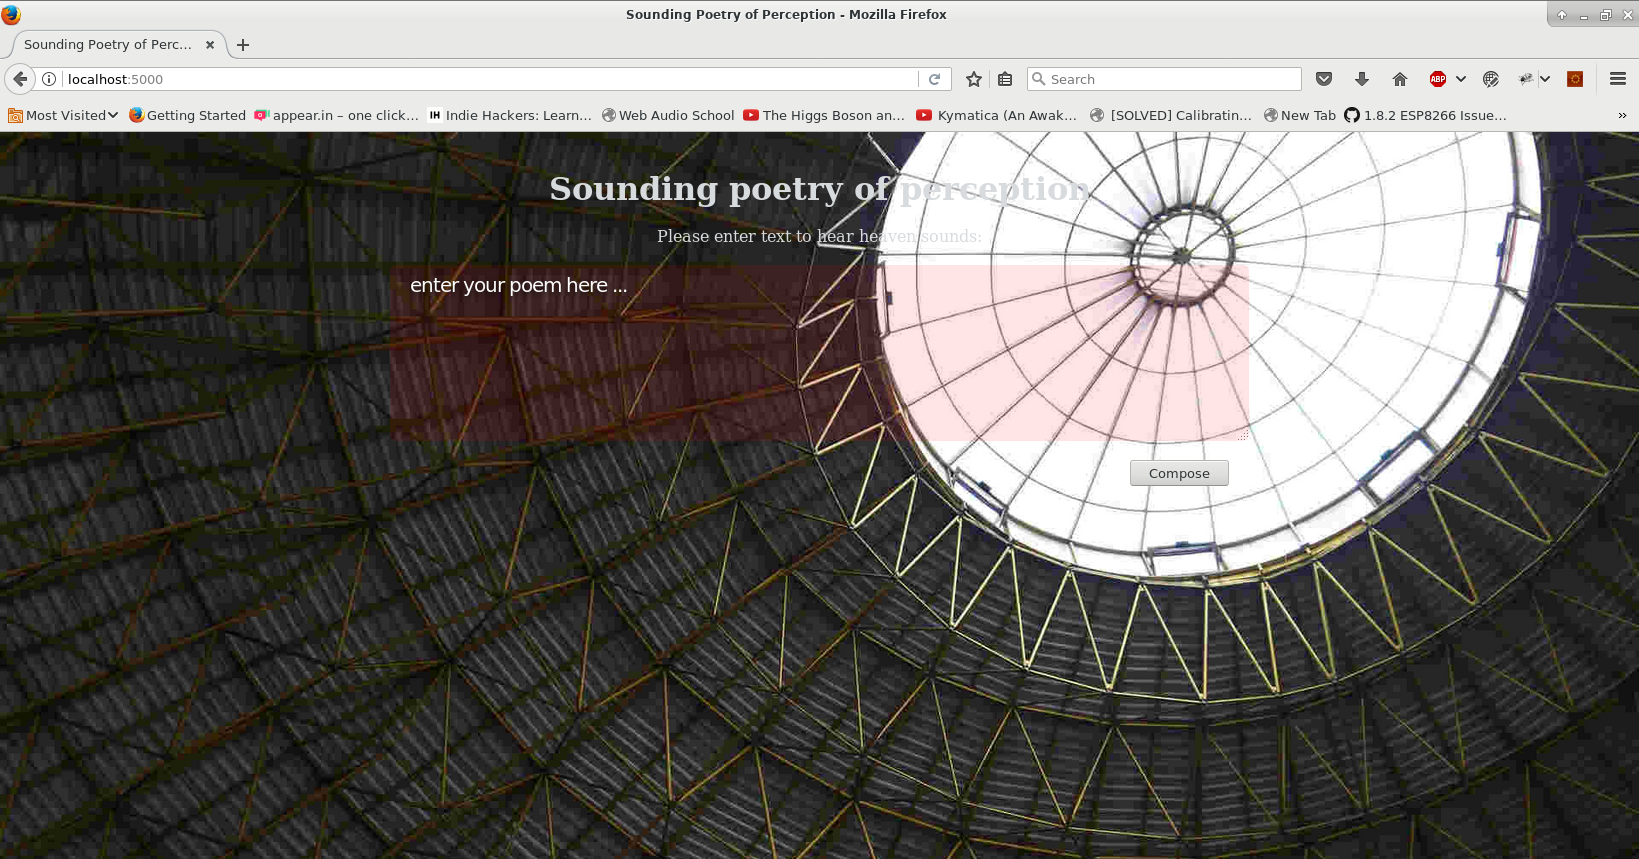 Sounding Poetry of Perception - Mozilla Firefox
Sounding Poetry of Perc...
localhost:5000
Search
ABP
Most Visited Getting Started appear.in – one click... IH Indie Hackers: Learn... Web Audio School The Higgs Boson an... Kymatica (An Awak... [SOLVED] Calibratin... New Tab 1.8.2 ESP8266 Issue... »
Sounding poetry of perception
Please enter text to hear heaven sounds:
enter your poem here ...
Compose